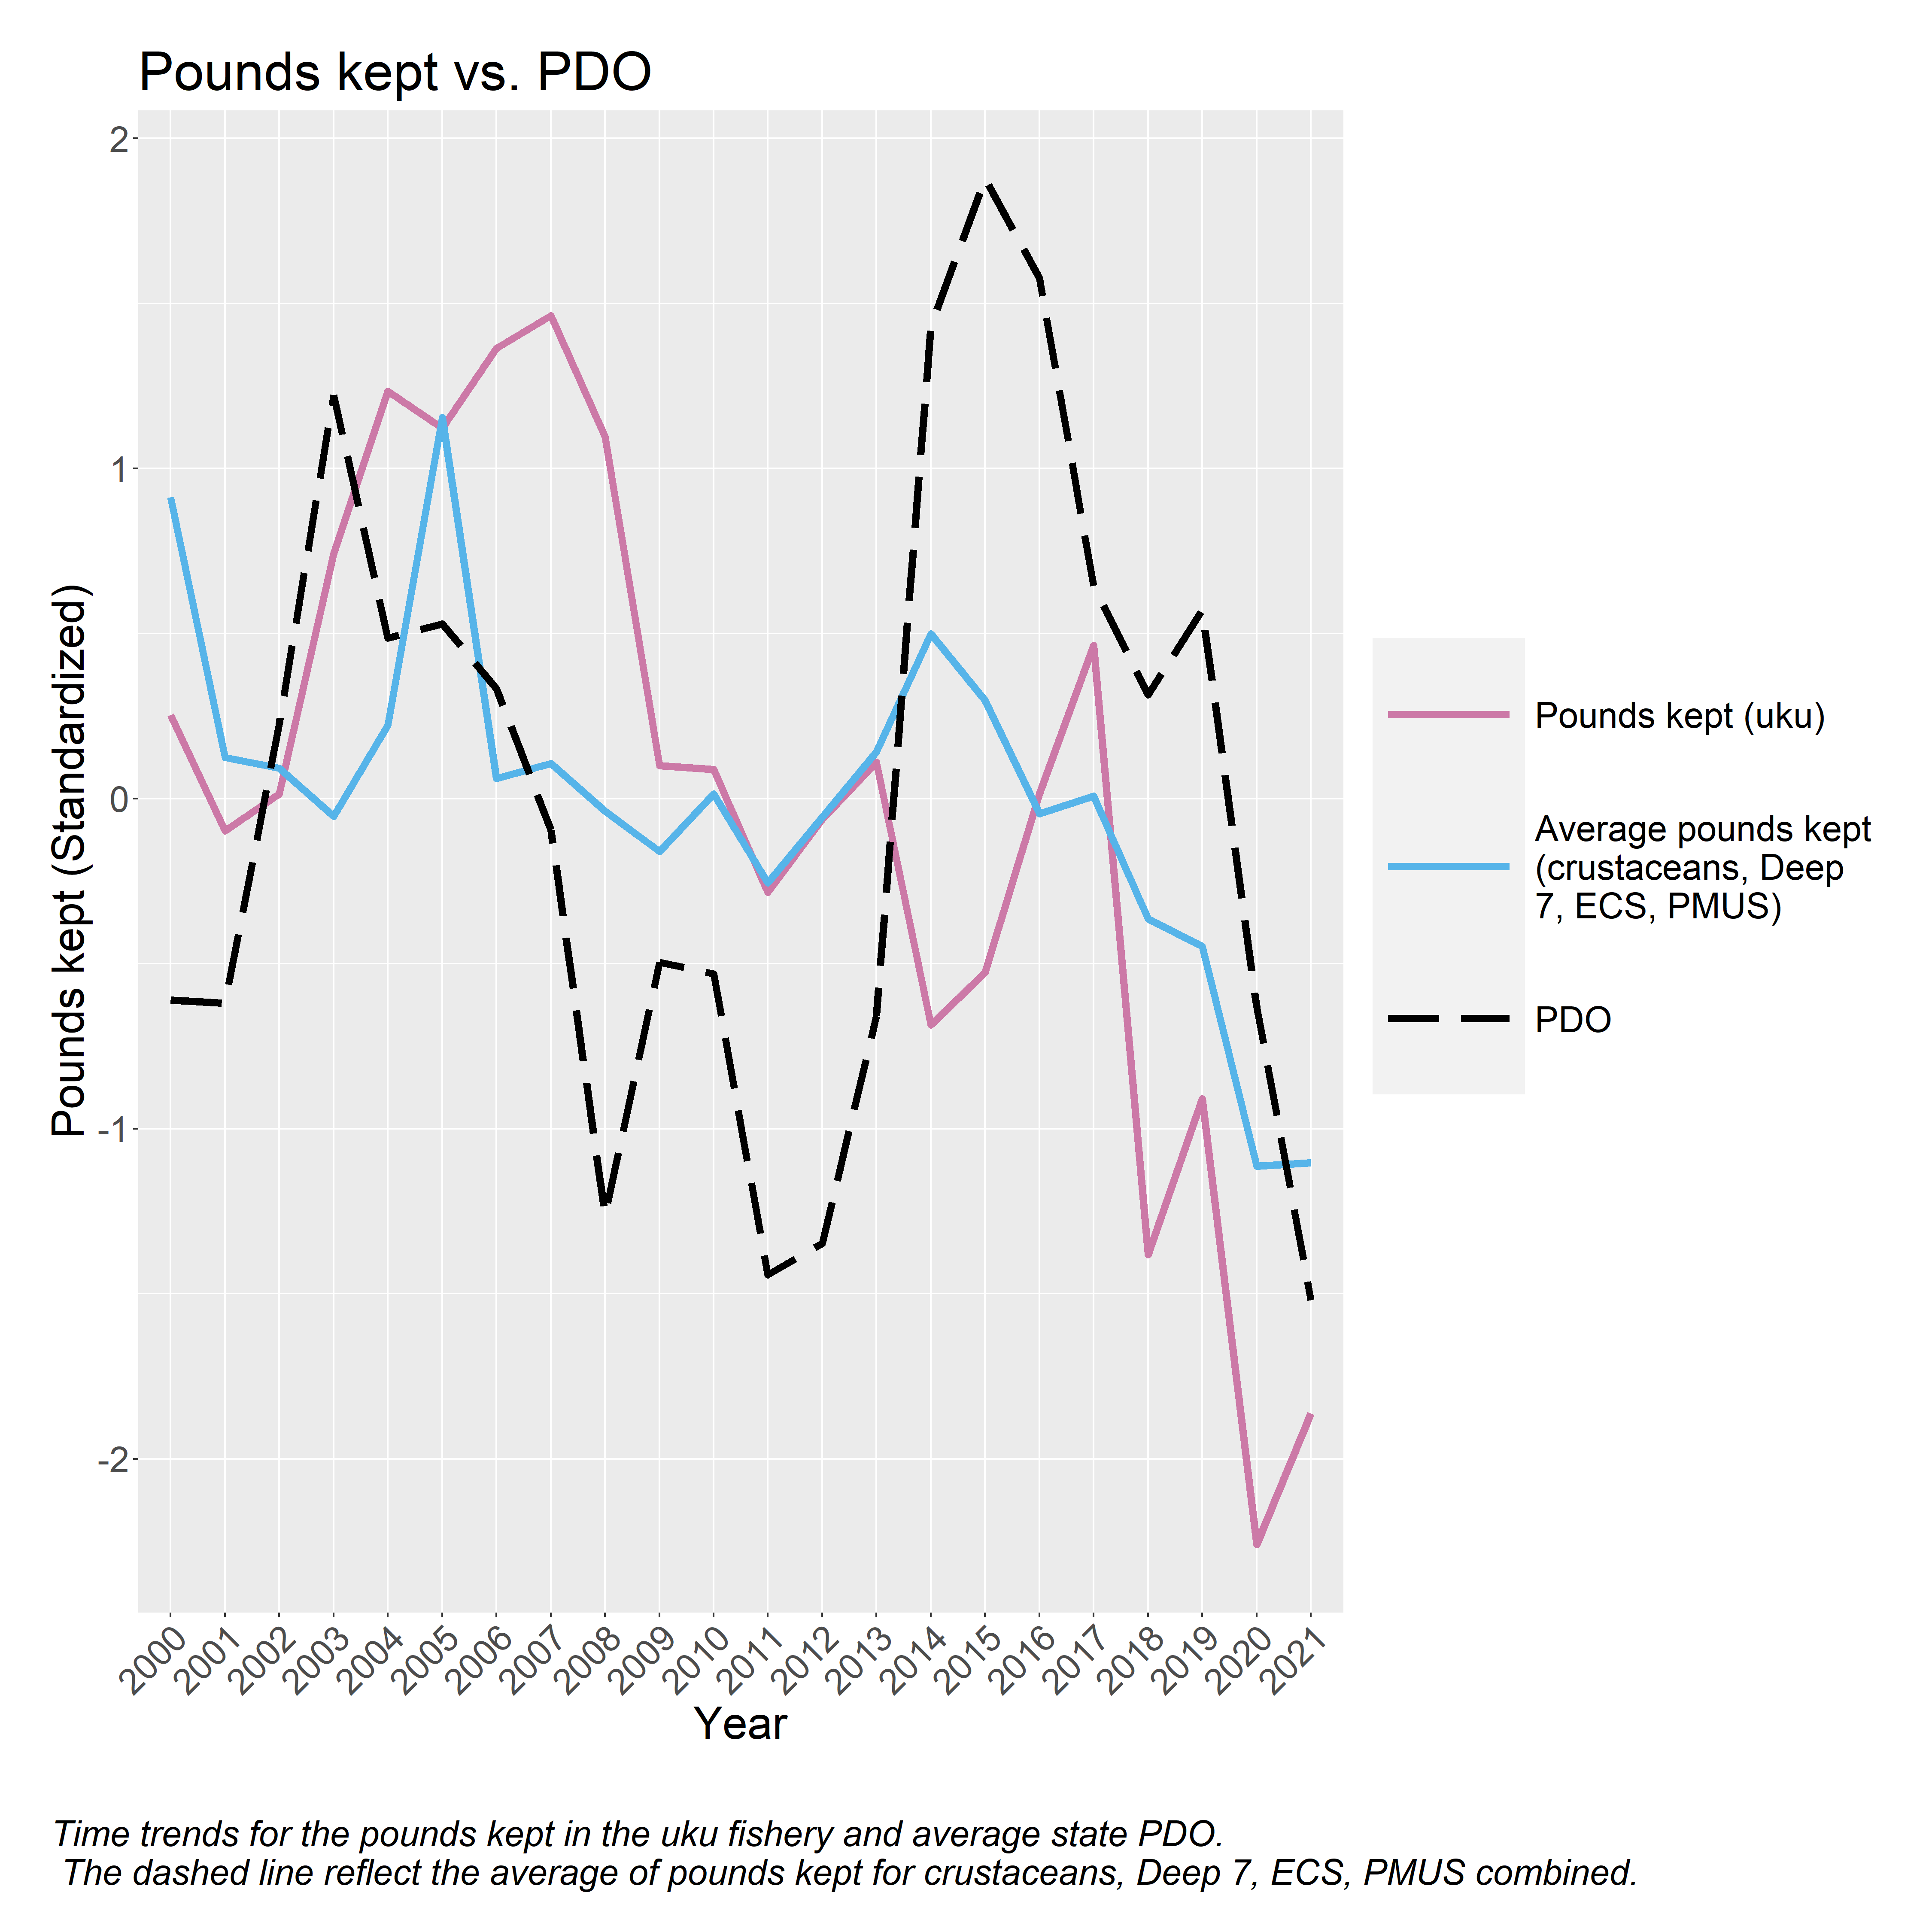 Pounds kept vs. PDO
2
1
0
-1
-2
Pounds kept (Standardized)
2000
2001
2002
2003
2004
2005
2006
2007
2008
2009
2010
2011
2012
2013
2014
2015
2016
2017
2018
2019
2020
2021
Year
Pounds kept (uku)
Average pounds kept
(crustaceans, Deep
7, ECS, PMUS)
PDO
Time trends for the pounds kept in the uku fishery and average state PDO.
The dashed line reflect the average of pounds kept for crustaceans, Deep 7, ECS, PMUS combined.